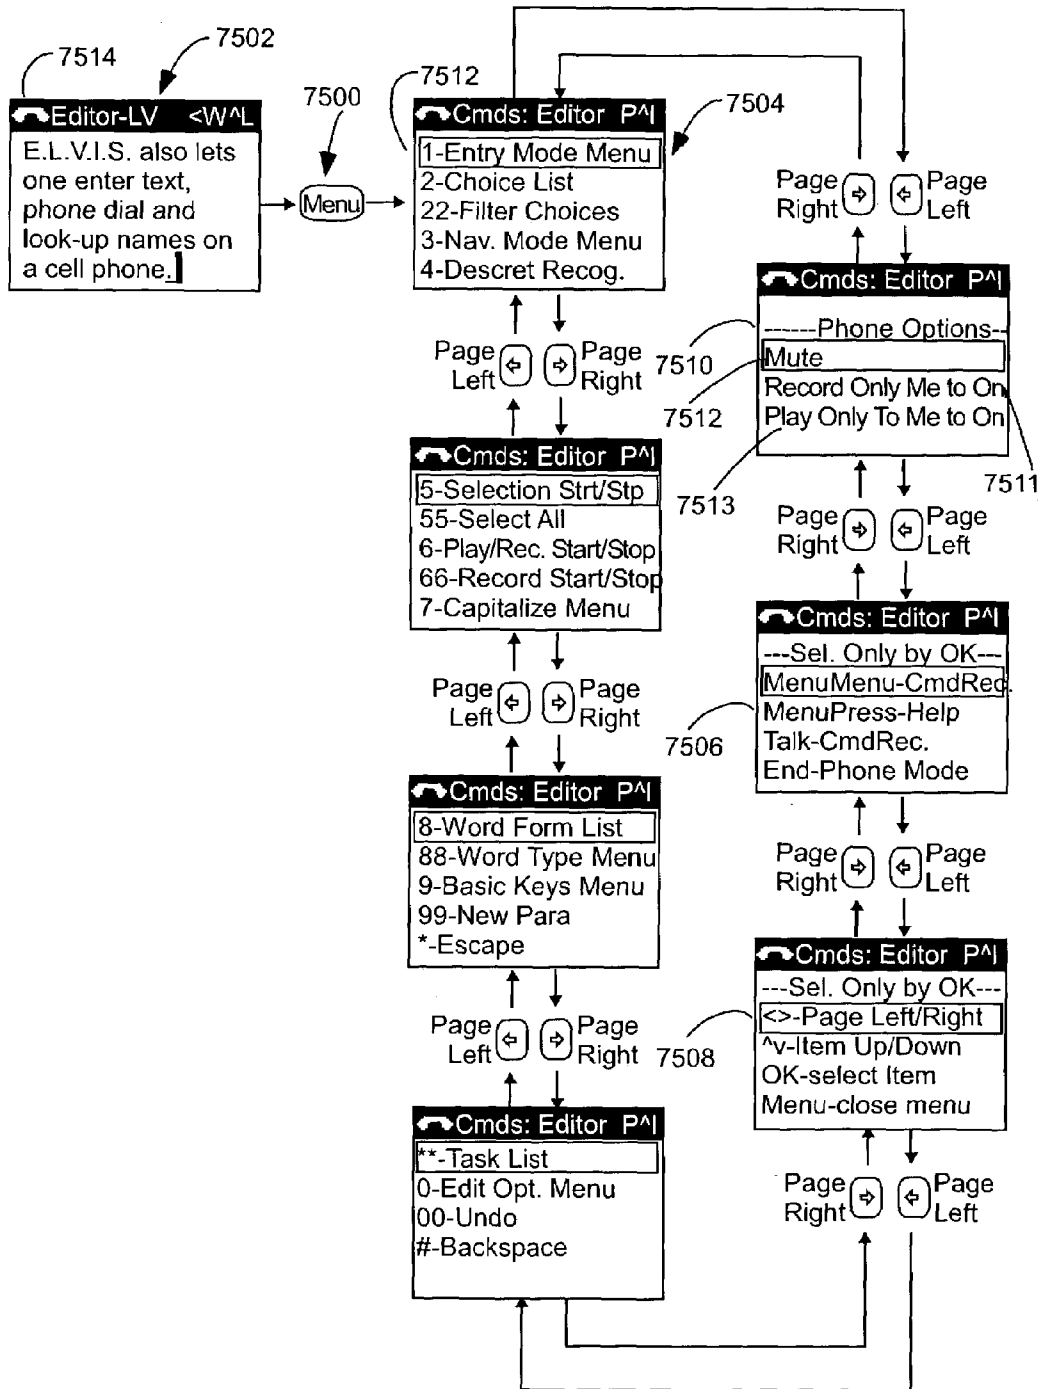 7514
7502
Editor-LV <W^L
E.L.V.I.S. also lets
one enter text,
phone dial and
look-up names on
a cell phone.
7500
Menu
7512
7504
Cmds: Editor P^I
1-Entry Mode Menu
2-Choice List
22-Filter Choices
3-Nav. Mode Menu
4-Descret Recog.
Page
Left
Page
Right
Cmds: Editor P^I
5-Selection Strt/Stp
55-Select All
6-Play/Rec. Start/Stop
66-Record Start/Stop
7-Capitalize Menu
Page
Left
Page
Right
Cmds: Editor P^I
8-Word Form List
88-Word Type Menu
9-Basic Keys Menu
99-New Para
*-Escape
Page
Left
Page
Right
Cmds: Editor P^I
**-Task List
0-Edit Opt. Menu
00-Undo
#-Backspace
Page
Right
Page
Left
Cmds: Editor P^I
------Phone Options--
Mute
Record Only Me to On
Play Only To Me to On
7510
7512
7513
7511
Page
Right
Page
Left
Cmds: Editor P^I
---Sel. Only by OK---
MenuMenu-CmdRec.
MenuPress-Help
Talk-CmdRec.
End-Phone Mode
7506
Page
Right
Page
Left
Cmds: Editor P^I
---Sel. Only by OK---
<>-Page Left/Right
^v-Item Up/Down
OK-select Item
Menu-close menu
7508
Page
Right
Page
Left